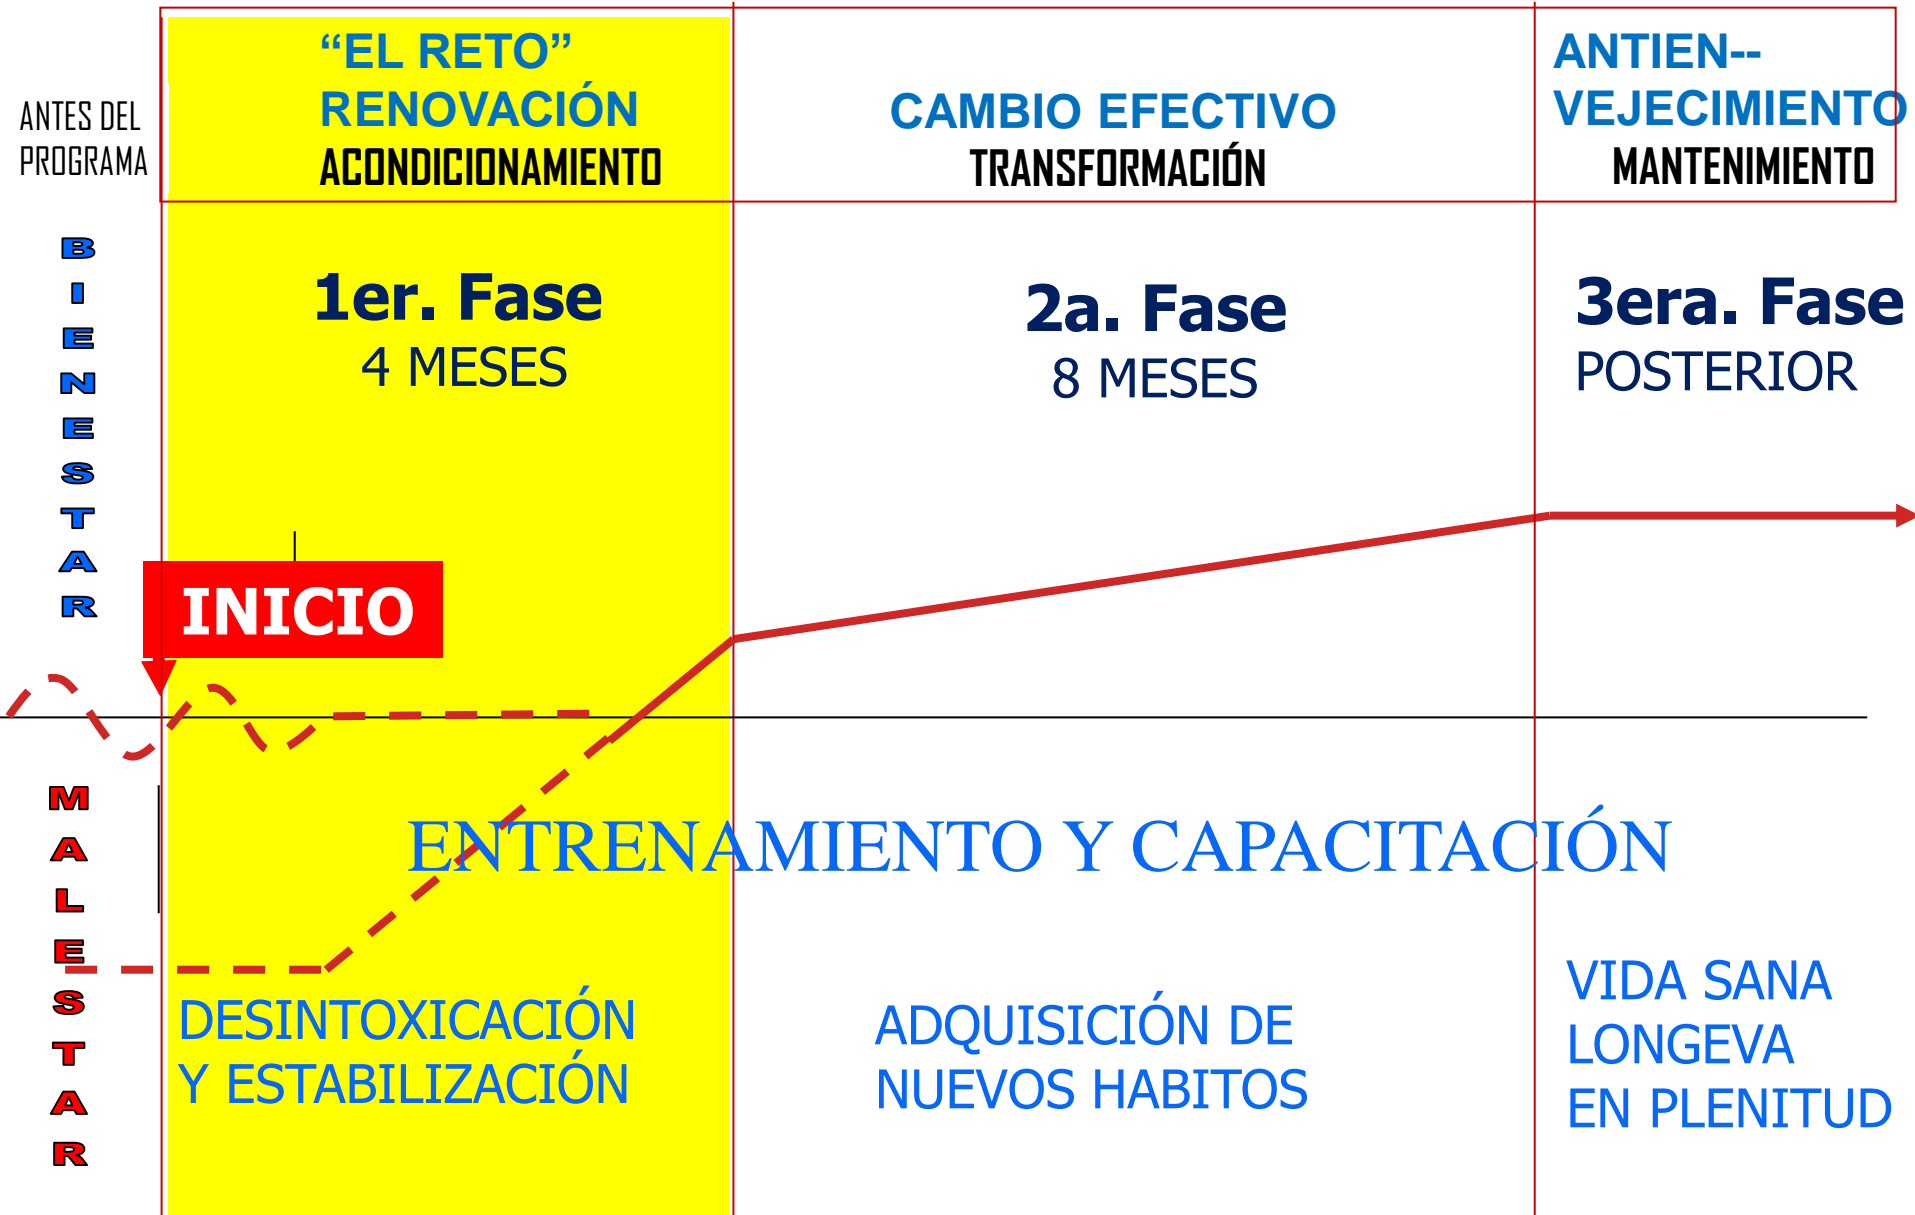 ANTES DEL
PROGRAMA
“EL RETO”
RENOVACIÓN
ACONDICIONAMIENTO
CAMBIO EFECTIVO
TRANSFORMACIÓN
ANTIEN--
VEJECIMIENTO
MANTENIMIENTO
BIENESTAR
1er. Fase
4 MESES
2a. Fase
8 MESES
3era. Fase
POSTERIOR
INICIO
MALESTAR
ENTRENAMIENTO Y CAPACITACIÓN
DESINTOXICACIÓN
Y ESTABILIZACIÓN
ADQUISICIÓN DE
NUEVOS HABITOS
VIDA SANA
LONGEVA
EN PLENITUD